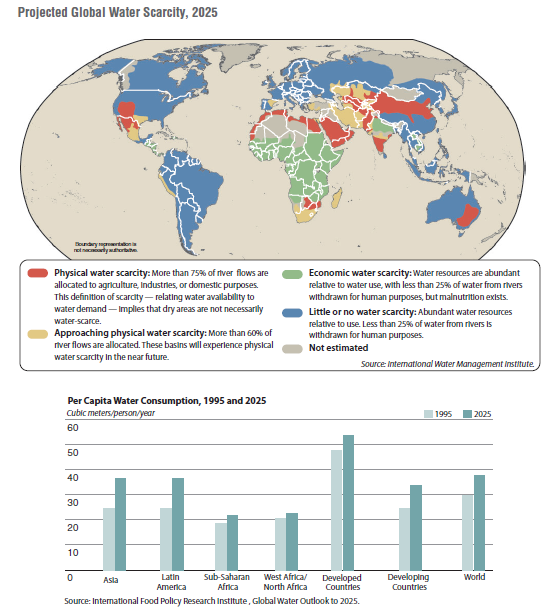 Projected Global Water Scarcity, 2025
Boundary representation is
not necessarily authoritative.
Physical water scarcity: More than 75% of river flows are
allocated to agriculture, industries, or domestic purposes.
This definition of scarcity — relating water availability to
water demand — implies that dry areas are not necessarily
water-scarce.
Approaching physical water scarcity: More than 60% of
river flows are allocated. These basins will experience physical
water scarcity in the near future.
Economic water scarcity: Water resources are abundant
relative to water use, with less than 25% of water from rivers
withdrawn for human purposes, but malnutrition exists.
Little or no water scarcity: Abundant water resources
relative to use. Less than 25% of water from rivers is
withdrawn for human purposes.
Not estimated
Source: International Water Management Institute.
Per Capita Water Consumption, 1995 and 2025
Cubic meters/person/year
1995 2025
60
50
40
30
20
10
0
Asia
Latin
America
Sub-Saharan
Africa
West Africa/
North Africa
Developed
Countries
Developing
Countries
World
Source: International Food Policy Research Institute, Global Water Outlook to 2025.